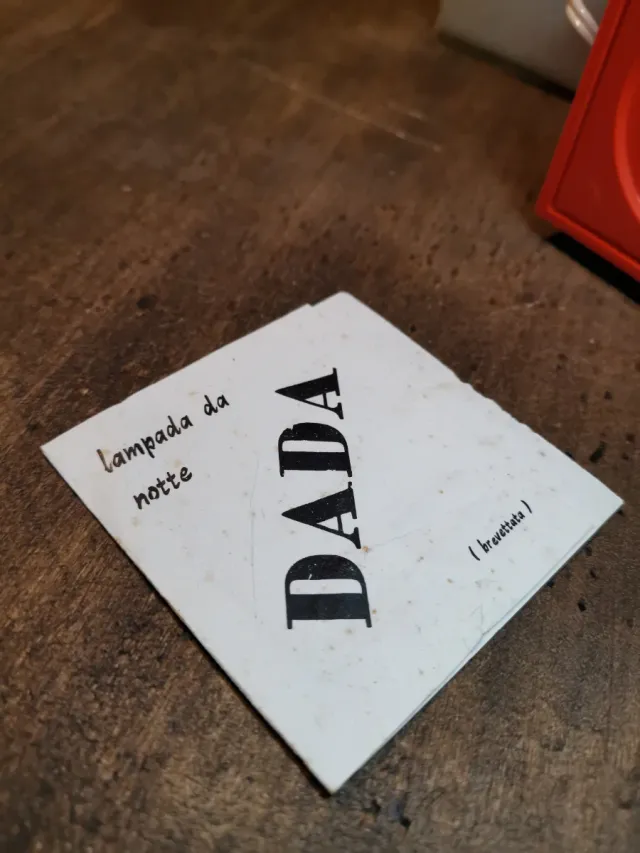 lampada da
notte
DADA
( brevettata )